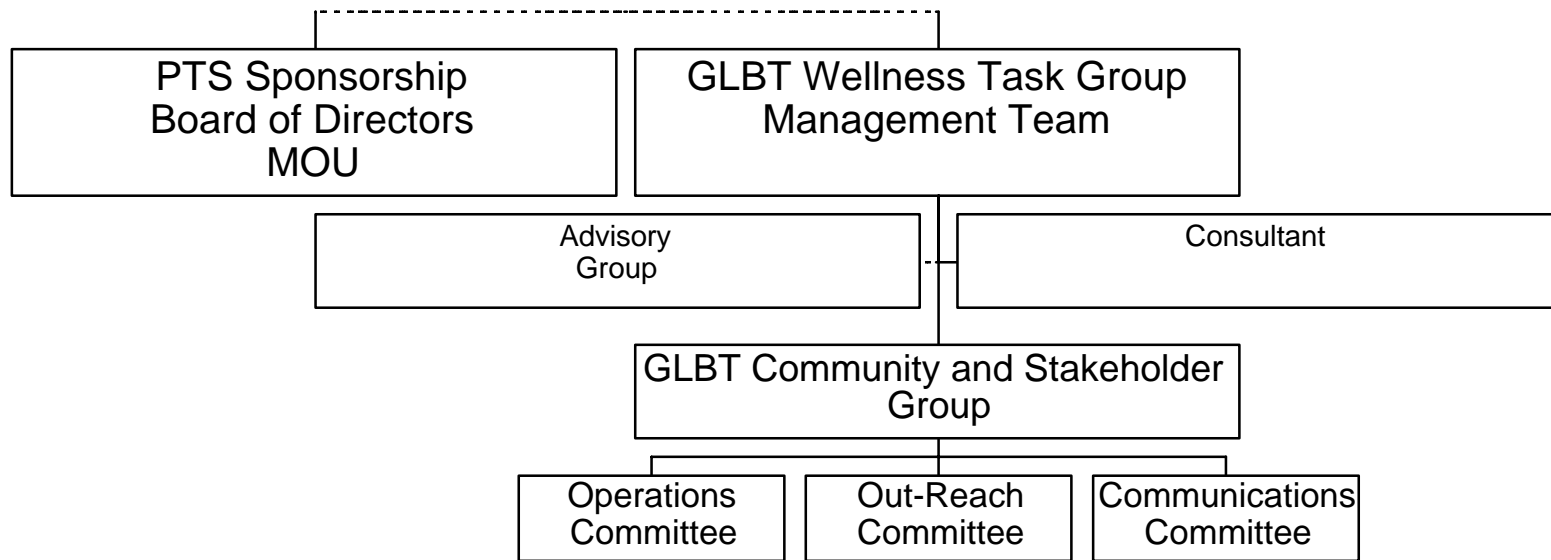 PTS Sponsorship
Board of Directors
MOU
GLBT Wellness Task Group
Management Team
Advisory
Group
Consultant
GLBT Community and Stakeholder
Group
Operations
Committee
Out-Reach
Committee
Communications
Committee